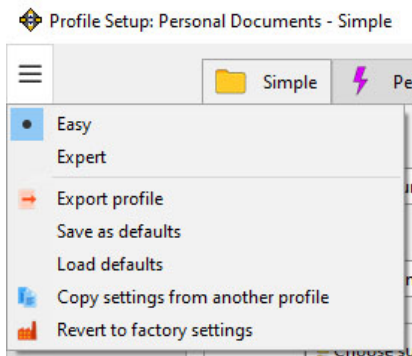 Profile Setup: Personal Documents - Simple
Simple
Easy
Expert
Export profile
Save as defaults
Load defaults
Copy settings from another profile
Revert to factory settings